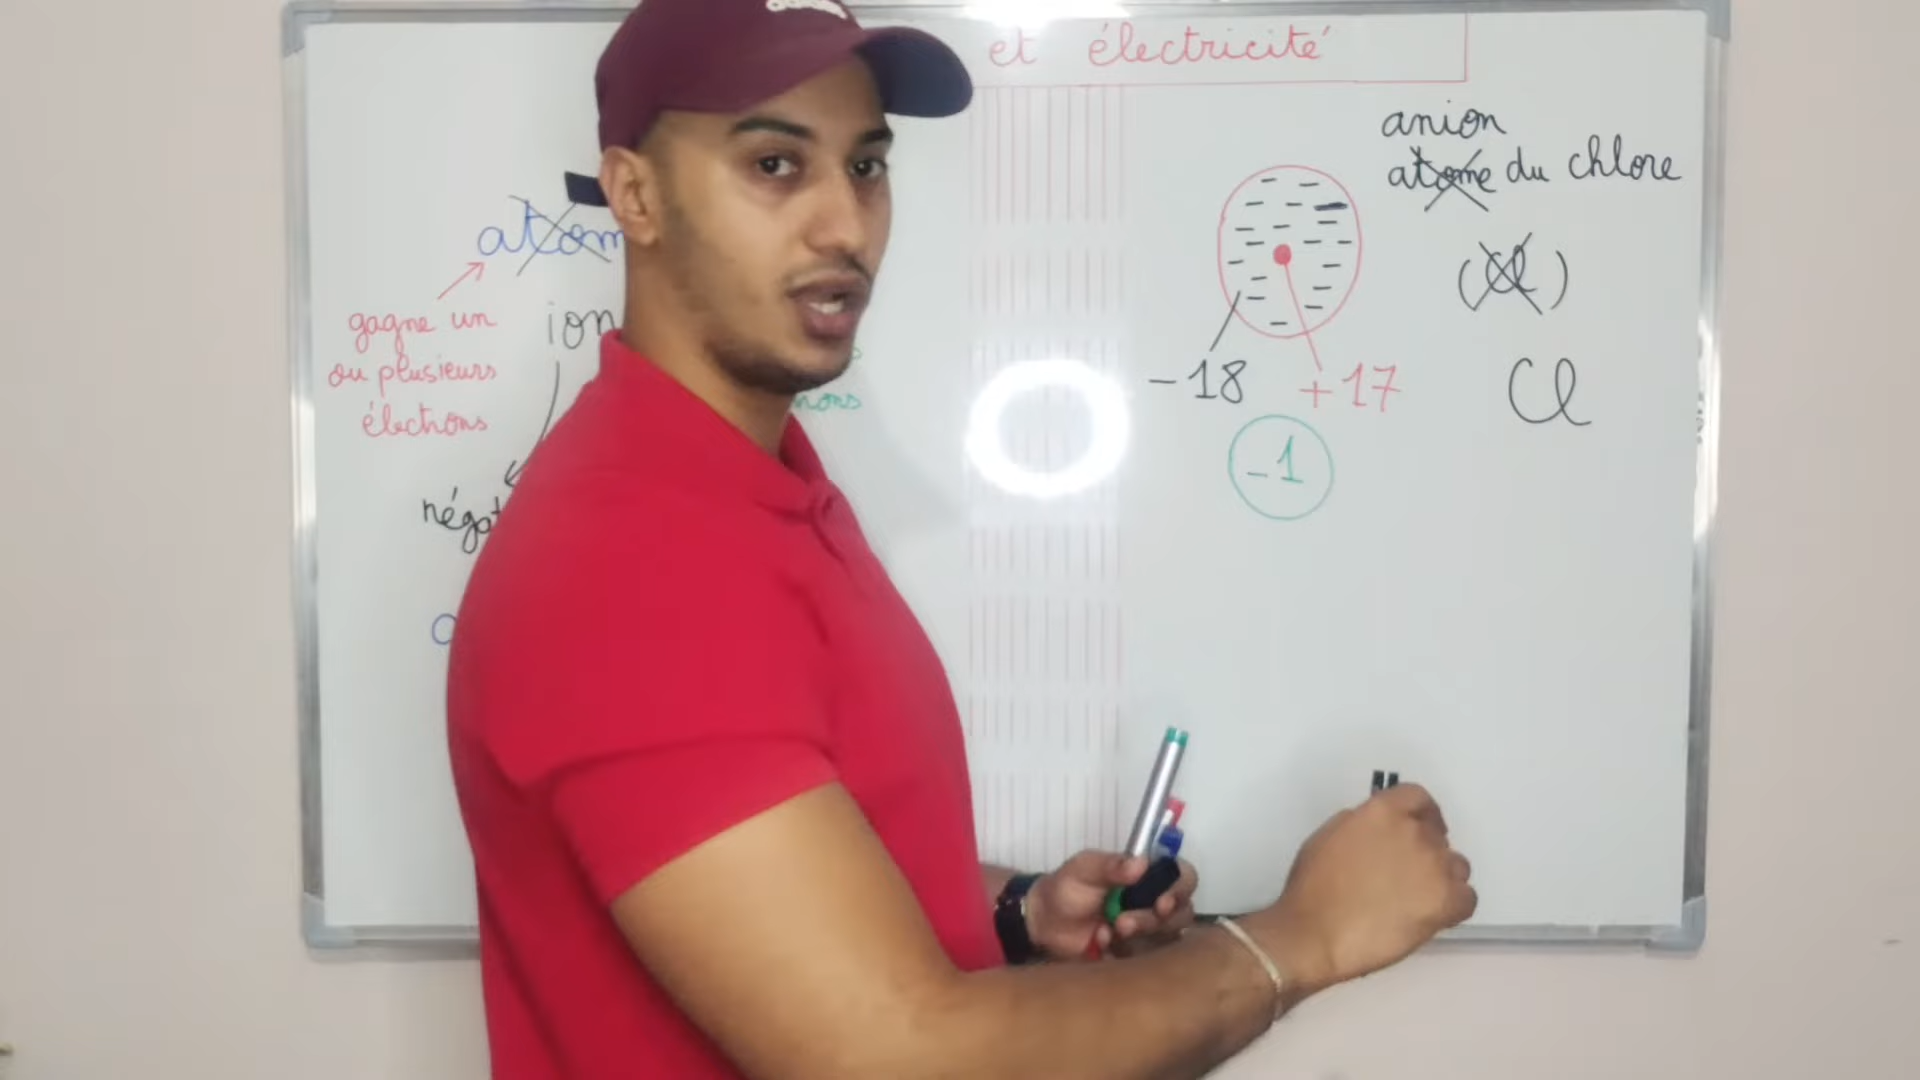 et électricité
anion
atome du chlore
(Cl)
gagne un
ou plusieurs
électrons
ion
-18 +17
Cl
-1